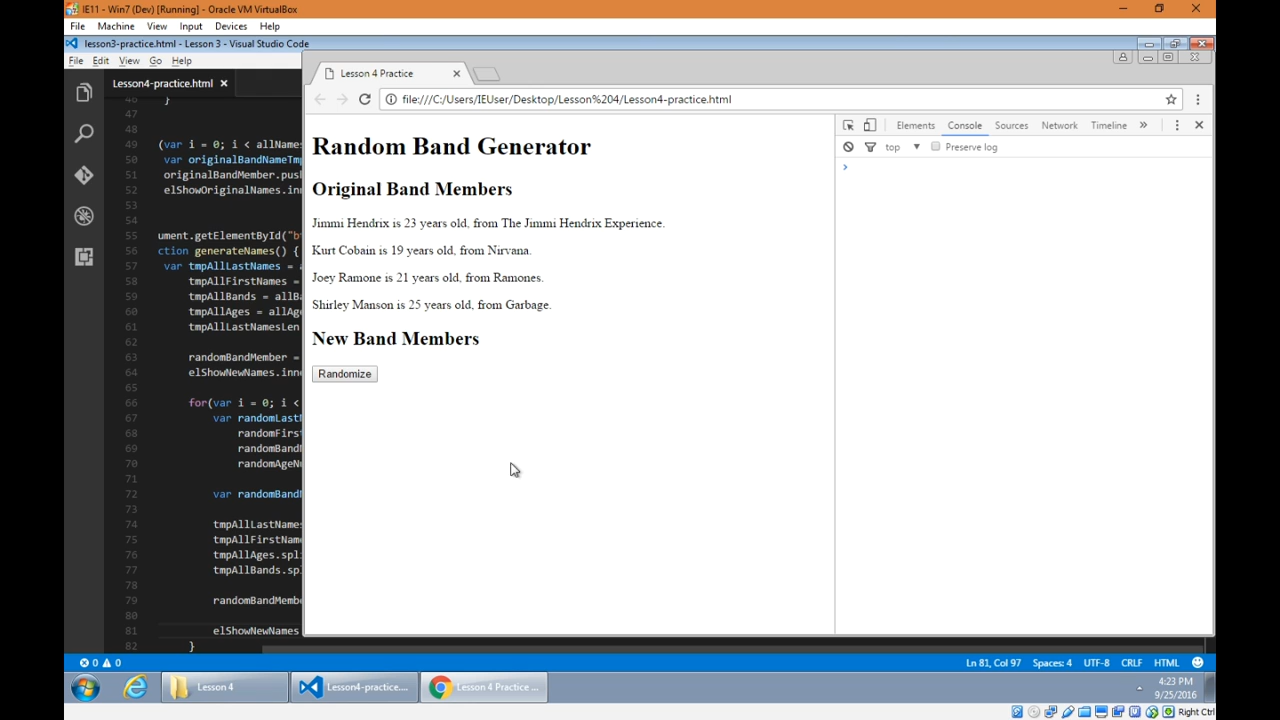 IE11 - Win7 (Dev) [Running] - Oracle VM VirtualBox
File Machine View Input Devices Help
lesson3-practice.html - Lesson 3 - Visual Studio Code
File Edit View Go Help
Lesson4-practice.html ×
Lesson 4 Practice
file:///C:/Users/IEUser/Desktop/Lesson%204/Lesson4-practice.html
Elements Console Sources Network Timeline »
top ▼ Preserve log
>
Random Band Generator
Original Band Members
Jimmi Hendrix is 23 years old, from The Jimmi Hendrix Experience.
Kurt Cobain is 19 years old, from Nirvana.
Joey Ramone is 21 years old, from Ramones.
Shirley Manson is 25 years old, from Garbage.
New Band Members
Randomize
46 }
47
48
49 (var i = 0; i < allNames
50 var originalBandNameTmp
51 originalBandMember.pus
52 elShowOriginalNames.in
53
54
55 ument.getElementById("b
56 ction generateNames() {
57 var tmpAllLastNames = a
58 tmpAllFirstNames =
59 tmpAllBands = allBa
60 tmpAllAges = allAg
61 tmpAllLastNamesLen
62
63 randomBandMember =
64 elShowNewNames.inne
65
66 for(var i = 0; i <
67 var randomLastN
68 randomFirs
69 randomBand
70 randomAgeNu
71
72 var randomBand
73
74 tmpAllLastNames
75 tmpAllFirstName
76 tmpAllAges.spl
77 tmpAllBands.sp
78
79 randomBandMemb
80
81 elShowNewNames
82 }
0 0
Ln 81, Col 97 Spaces: 4 UTF-8 CRLF HTML
Lesson 4
Lesson4-practice....
Lesson 4 Practice ...
4:23 PM
9/25/2016
Right Ctrl